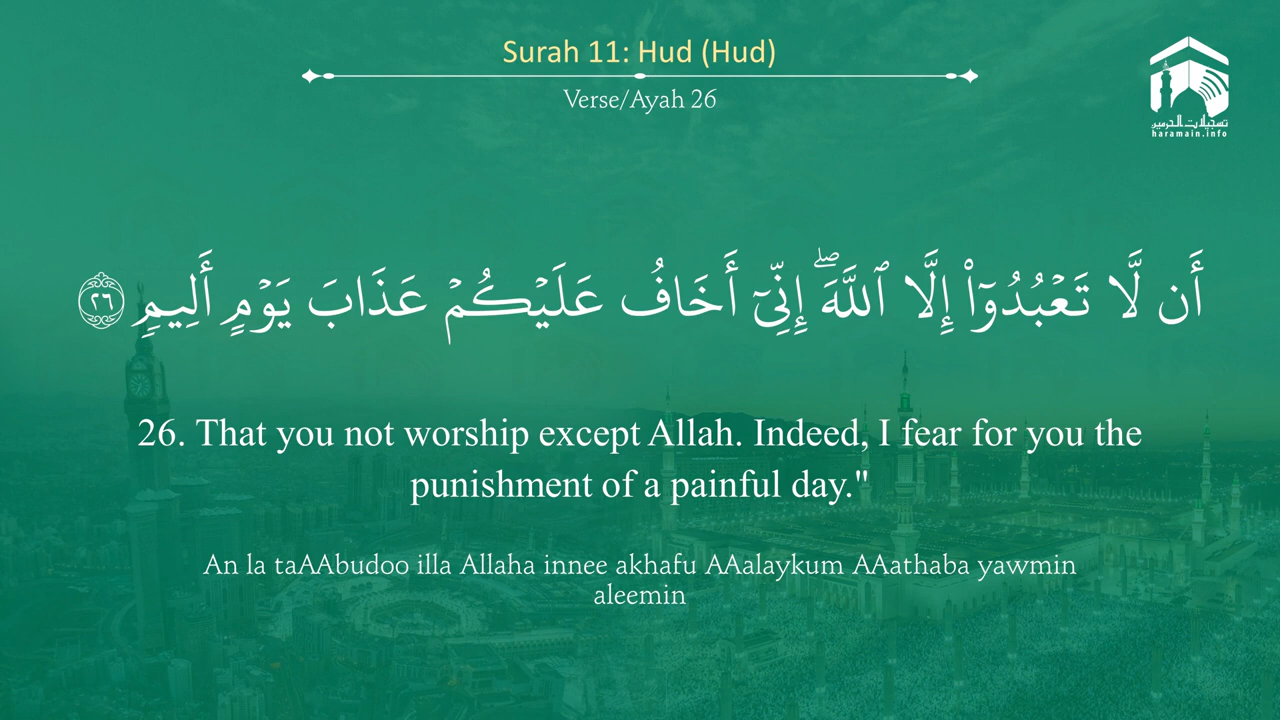 Surah 11: Hud (Hud)
Verse/Ayah 26
تسجيلات الحرمين
haramain.info
أَن لَّا تَعْبُدُوٓا۟ إِلَّا ٱللَّهَ ۖ إِنِّىٓ أَخَافُ عَلَيْكُمْ عَذَابَ يَوْمٍ أَلِيمٍ ٢٦
26. That you not worship except Allah. Indeed, I fear for you the
punishment of a painful day."
An la taAAbudoo illa Allaha innee akhafu AAalaykum AAathaba yawmin
aleemin